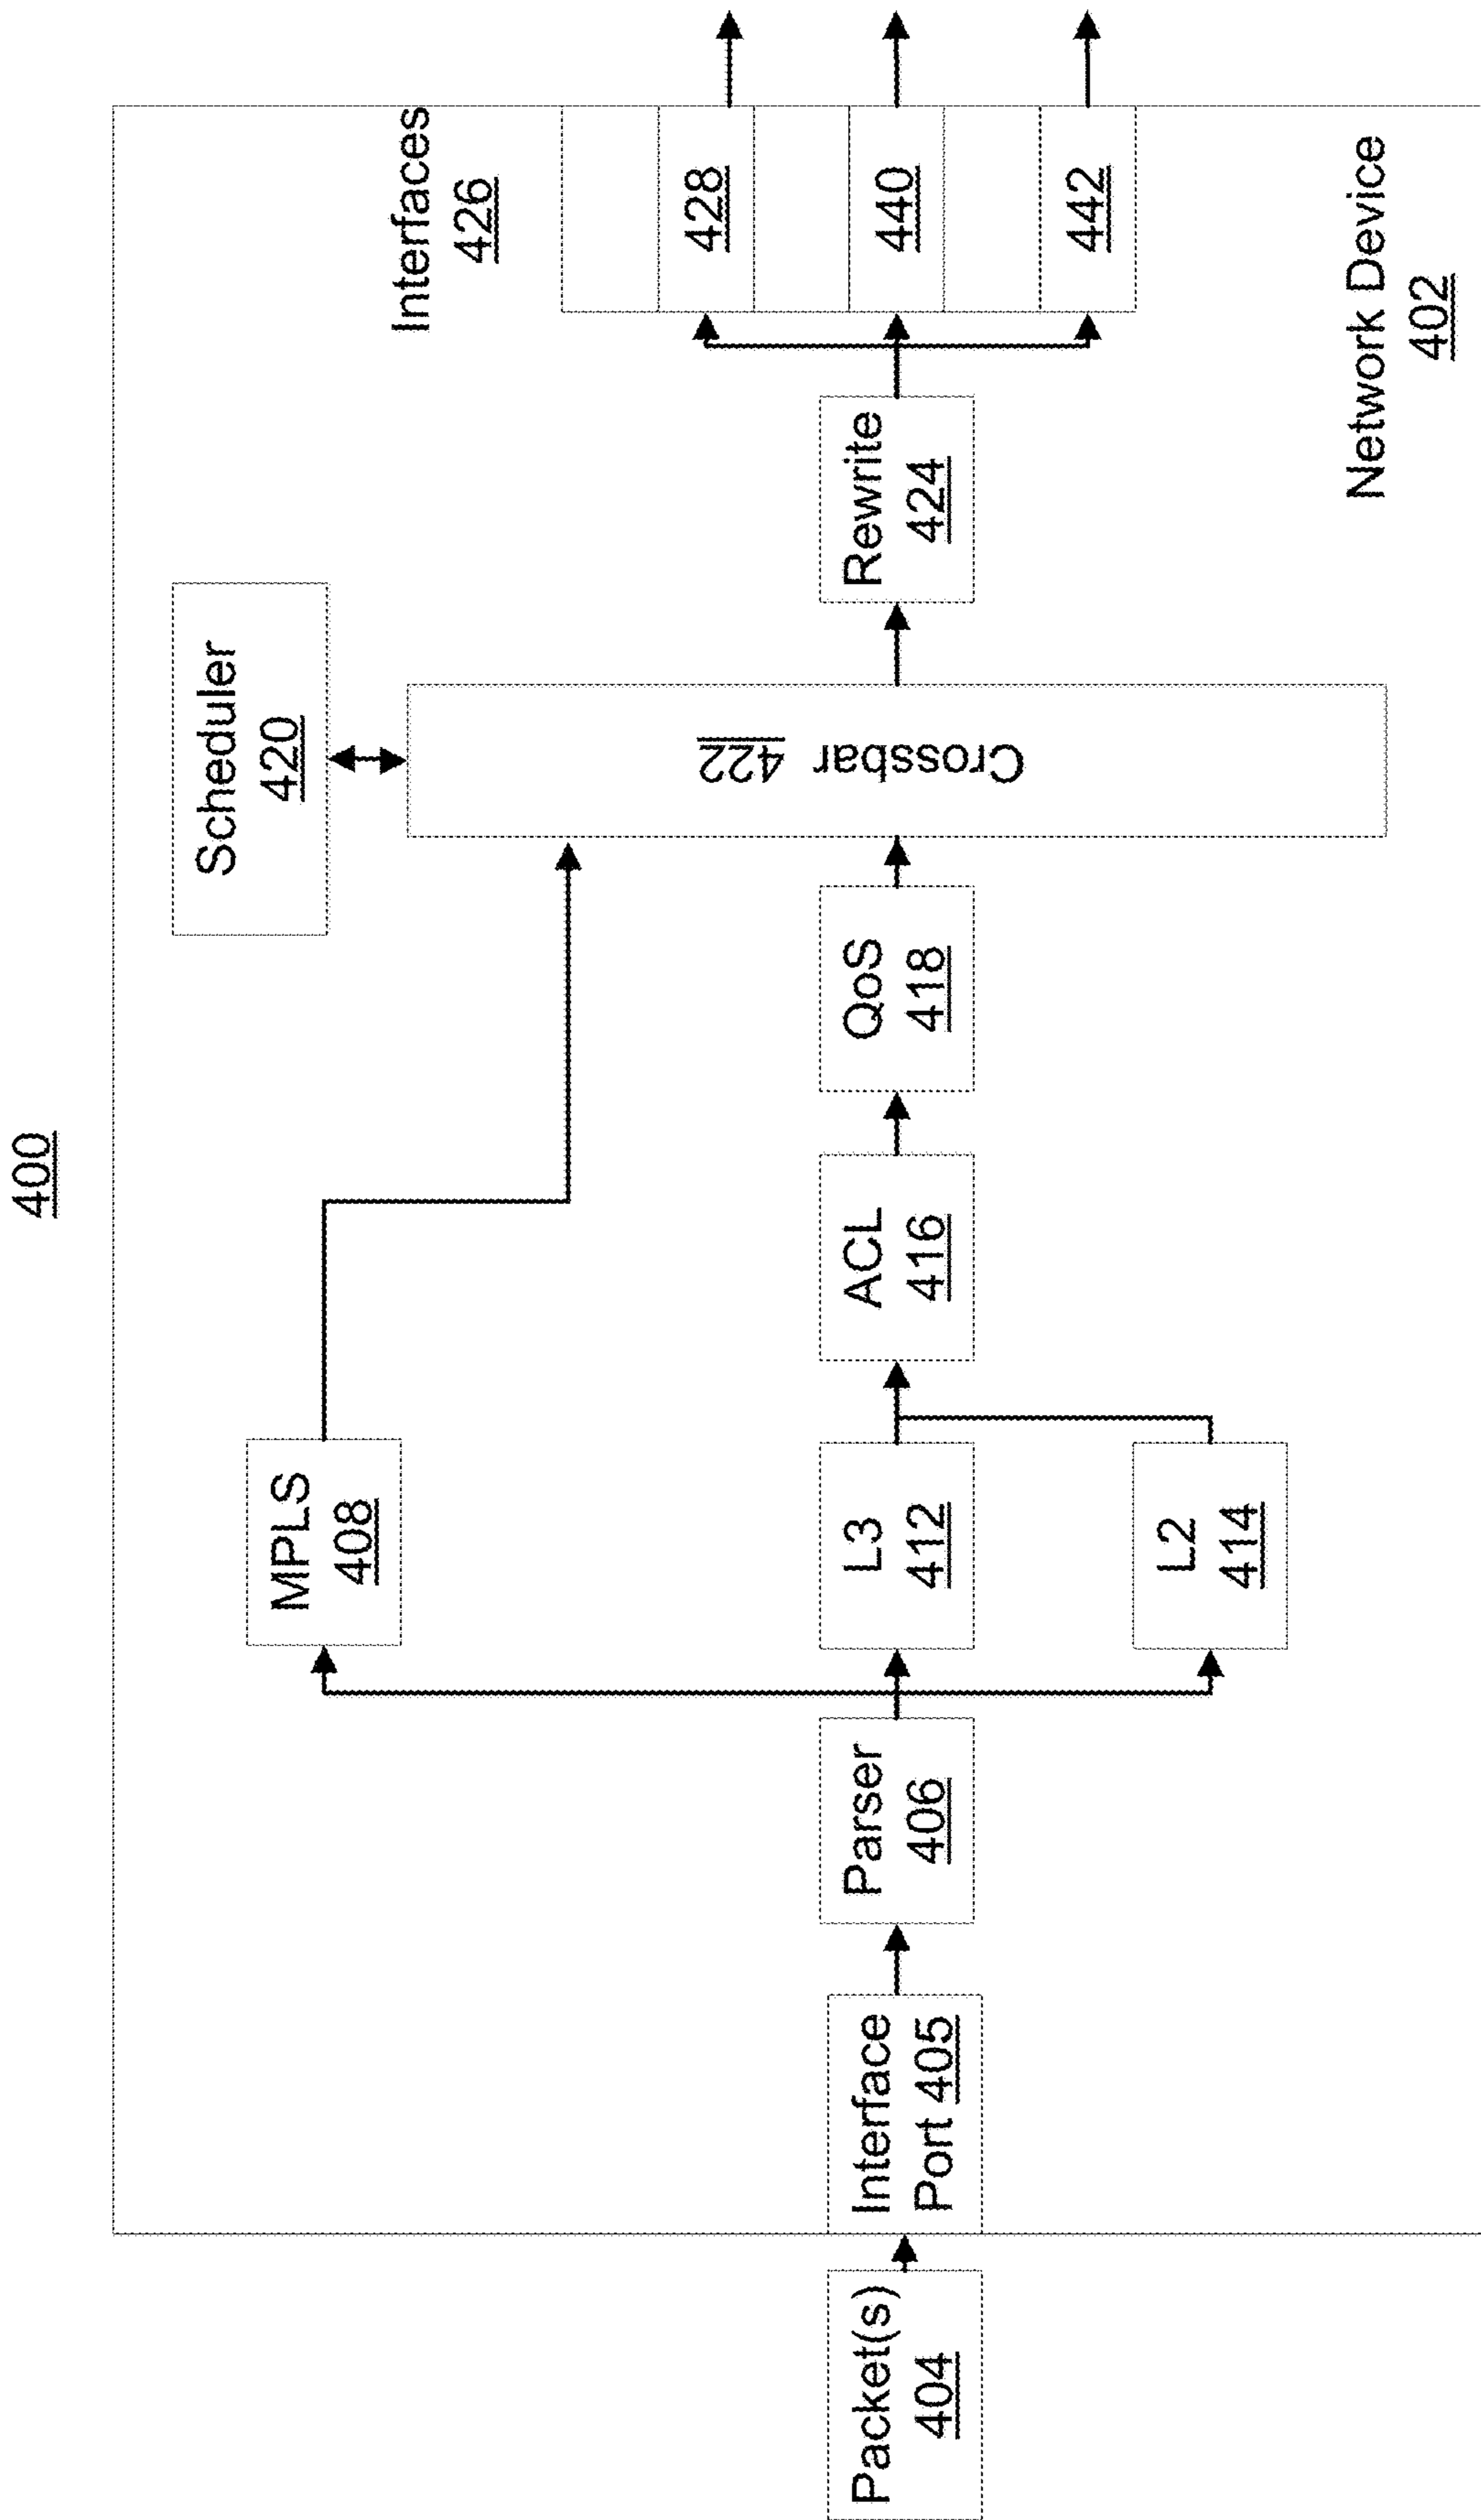 400
Scheduler
420
Interfaces
426
MPLS
408
428
440
442
Packet(s)
404
Interface
Port 405
Parser
406
L3
412
ACL
416
QoS
418
Crossbar 422
Rewrite
424
L2
414
Network Device
402